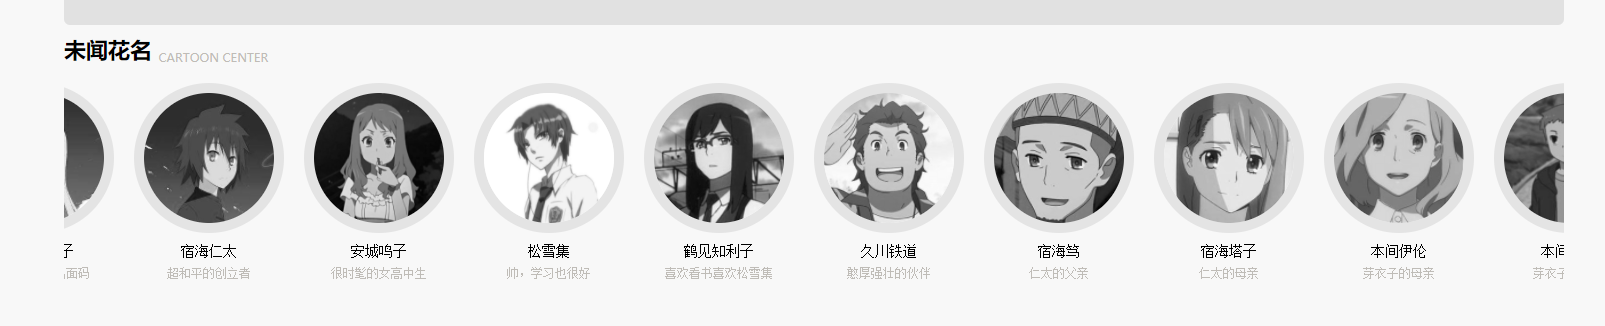 未闻花名 CARTOON CENTER
子 宿海仁太 安城鸣子 松雪集 鹤见知利子 久川铁道 宿海笃 宿海塔子 本间伊伦 本间
面码 超和平的创立者 很时髦的女高中生 帅，学习也很好 喜欢看书喜欢松雪集 憨厚强壮的伙伴 仁太的父亲 仁太的母亲 芽衣子的母亲 芽衣子